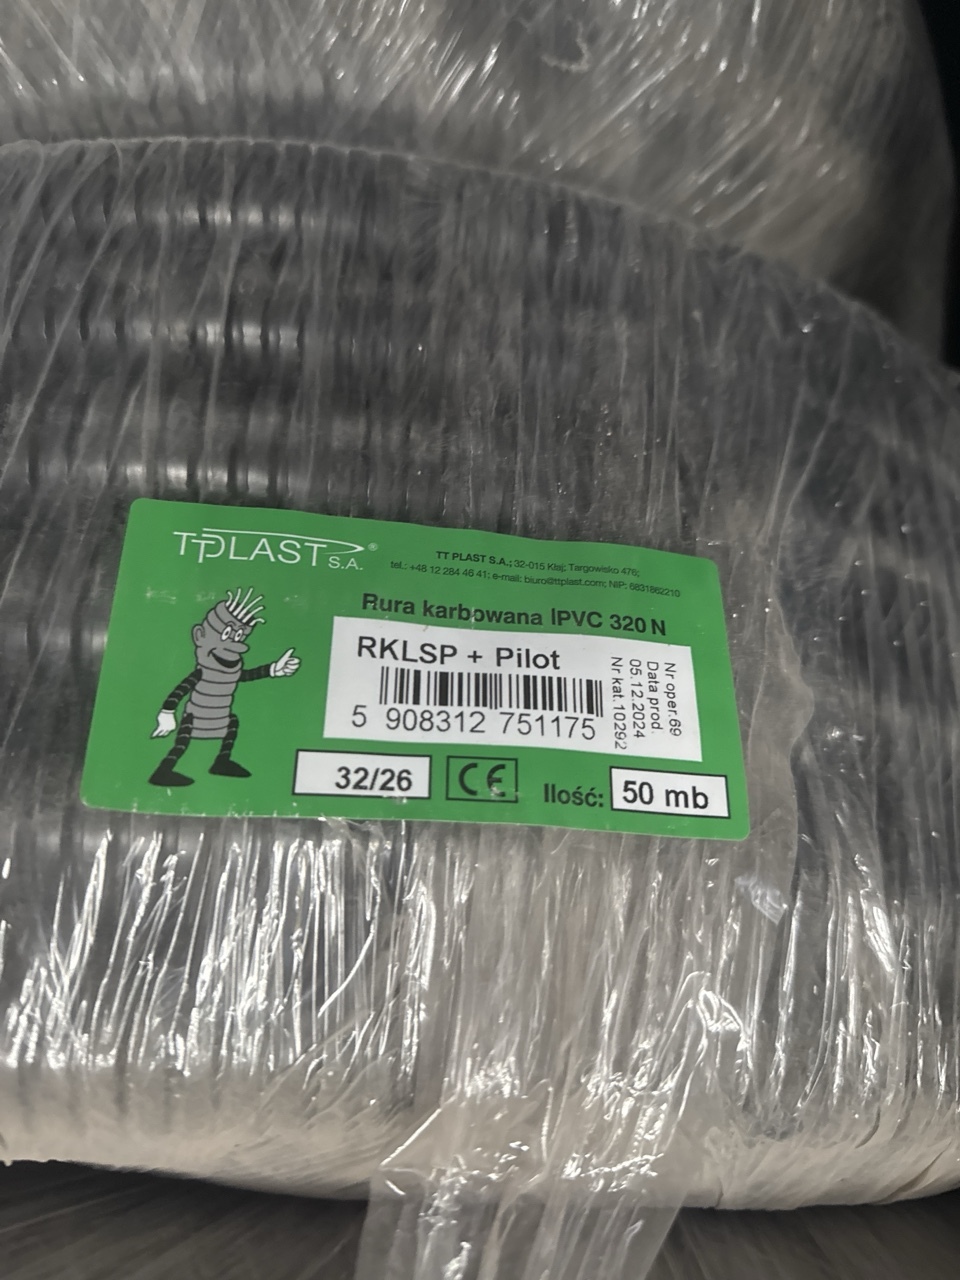 TTPLAST S.A.®
TT PLAST S.A.; 32-015 Kłaj; Targowisko 476;
tel.: +48 12 284 46 41; e-mail: biuro@ttplast.com; NIP: 6831862210
Rura karbowana IPVC 320 N
RKLSP + Pilot
5 908312 751175
Nr oper.69
Data prod.
05.12.2024
Nr kat.10292
32/26
CE
Ilość:
50 mb